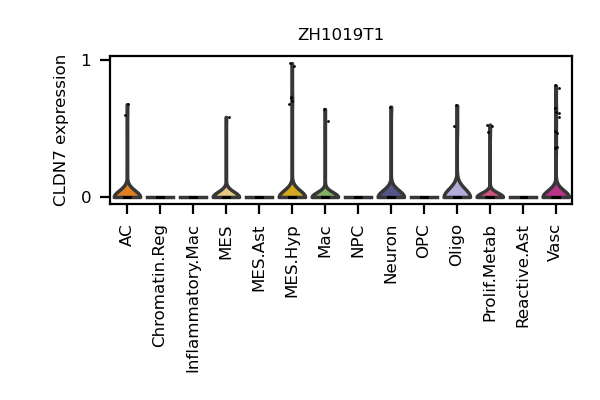 ZH1019T1
CLDN7 expression
1
0
AC
Chromatin.Reg
Inflammatory.Mac
MES
MES.Ast
MES.Hyp
Mac
NPC
Neuron
OPC
Oligo
Prolif.Metab
Reactive.Ast
Vasc